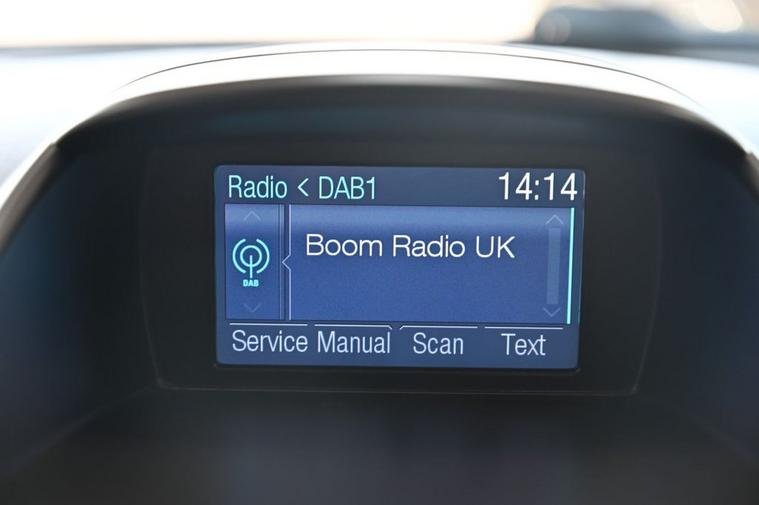 Radio < DAB1 14:14
Boom Radio UK
DAB
Service Manual Scan Text